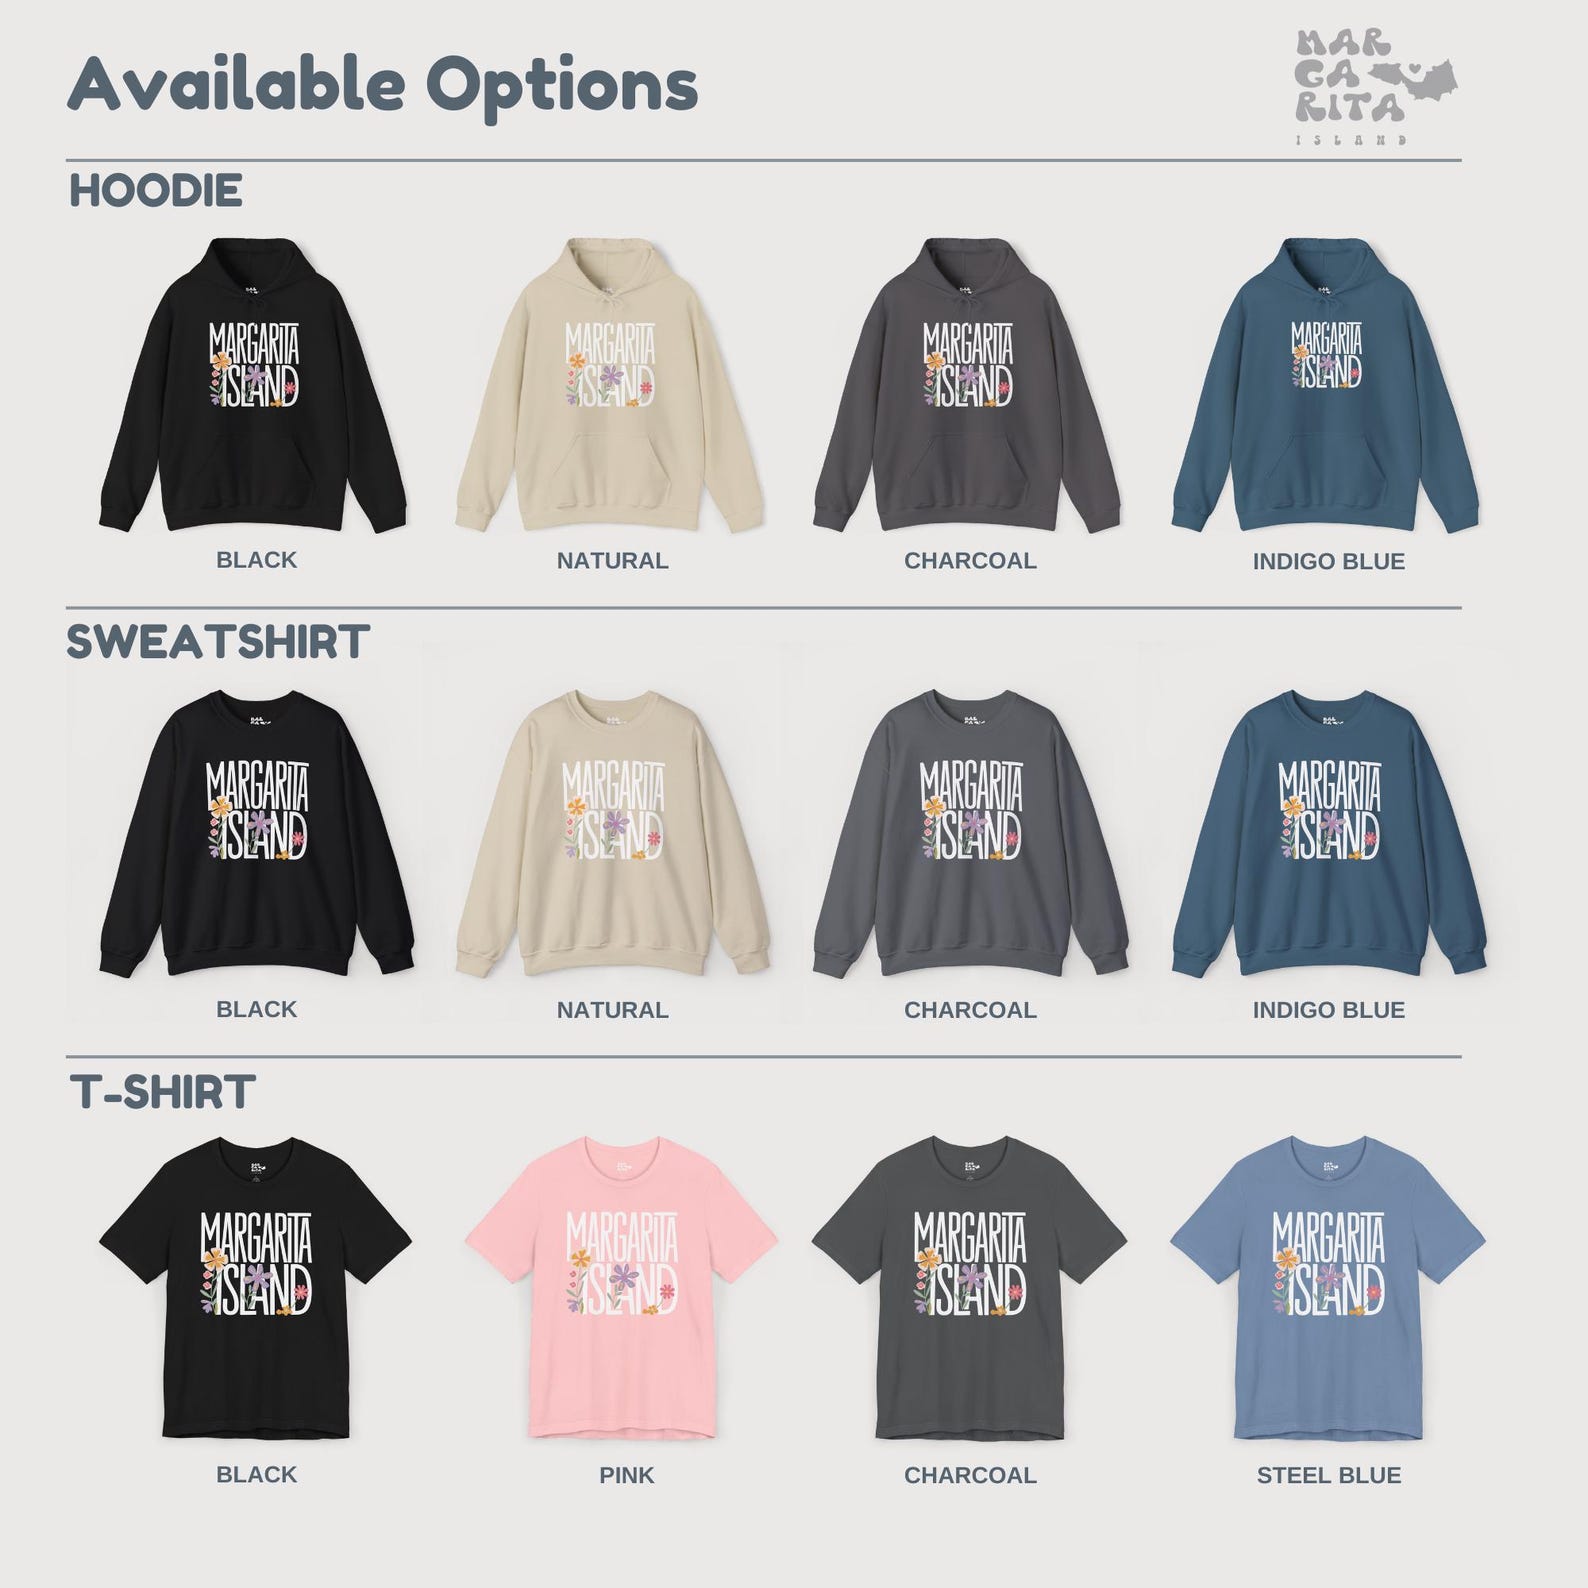 Available Options
MAR
GA
RITA
ISLAND
HOODIE
MARGARITA
ISLAND
MARGARITA
ISLAND
MARGARITA
ISLAND
MARGARITA
ISLAND
BLACK
NATURAL
CHARCOAL
INDIGO BLUE
SWEATSHIRT
MARGARITA
ISLAND
MARGARITA
ISLAND
MARGARITA
ISLAND
MARGARITA
ISLAND
BLACK
NATURAL
CHARCOAL
INDIGO BLUE
T-SHIRT
MARGARITA
ISLAND
MARGARITA
ISLAND
MARGARITA
ISLAND
MARGARITA
ISLAND
BLACK
PINK
CHARCOAL
STEEL BLUE